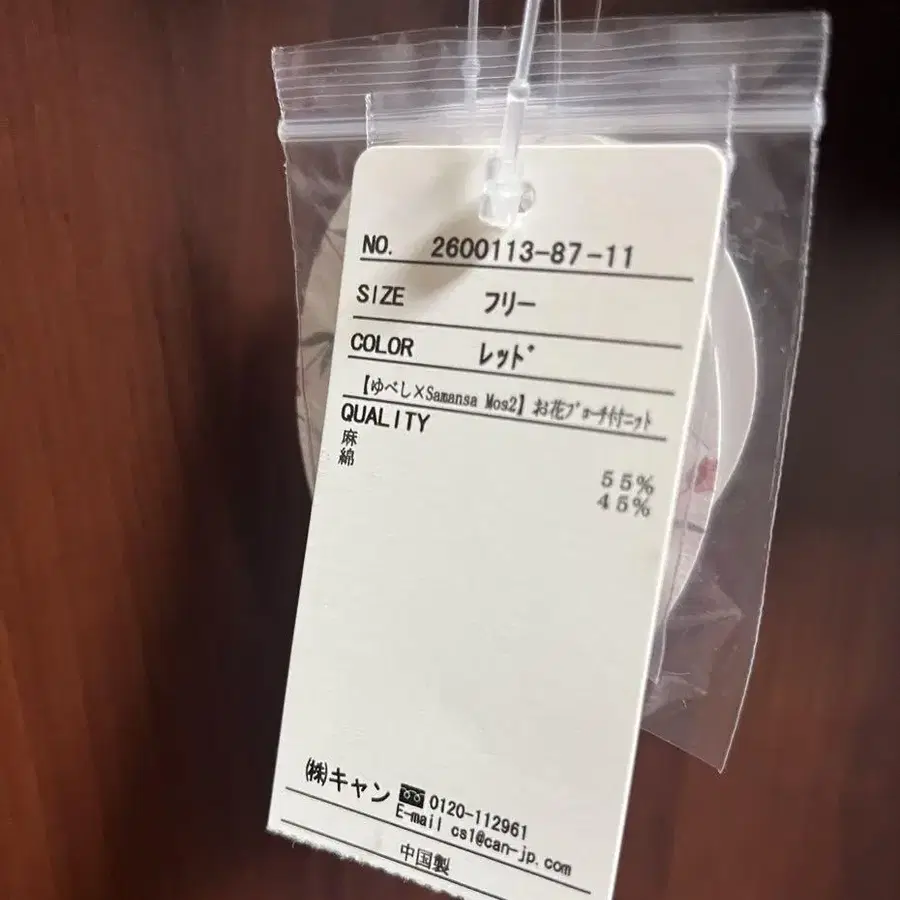 NO. 2600113-87-11
SIZE フリー
COLOR レッド
【ゆべし×Samansa Mos2】お花ブローチ付ニット
QUALITY
麻 55%
綿 45%
㈱キャン 0120-112961
E-mail cs1@can-jp.com
中国製